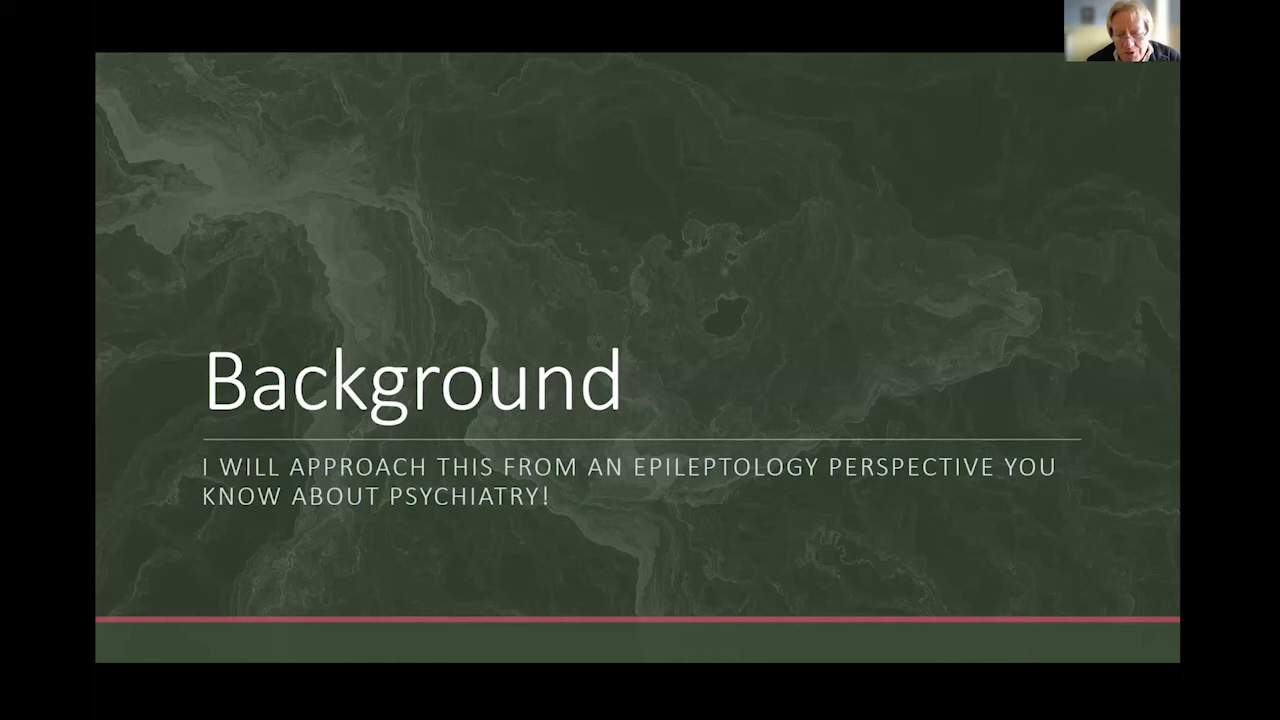 Background
I WILL APPROACH THIS FROM AN EPILEPTOLOGY PERSPECTIVE YOU
KNOW ABOUT PSYCHIATRY!